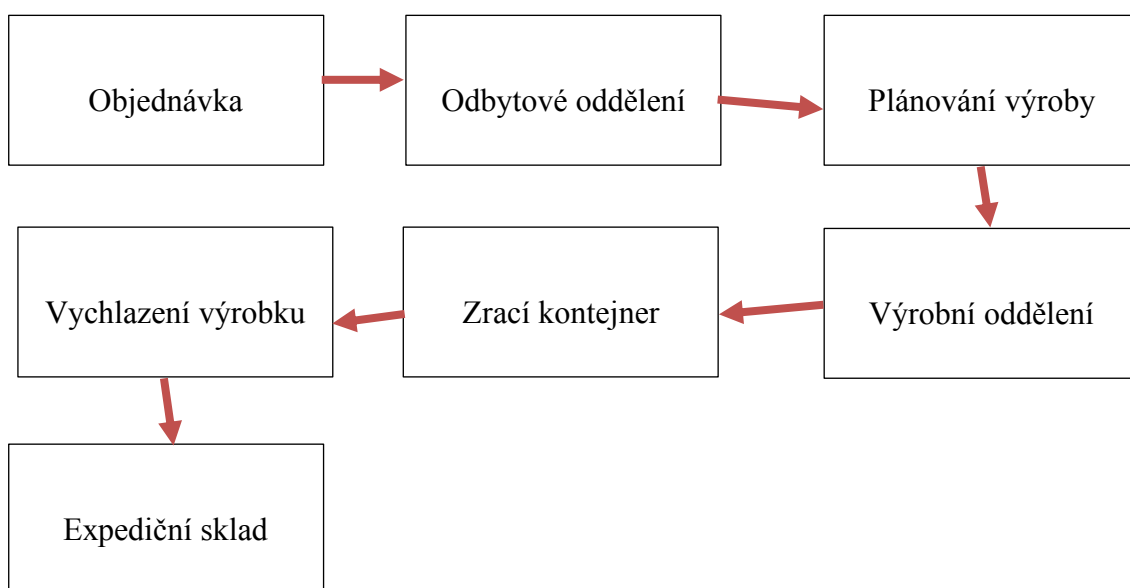 Objednávka
Odbytové oddělení
Plánování výroby
Výrobní oddělení
Zrací kontejner
Vychlazení výrobku
Expediční sklad